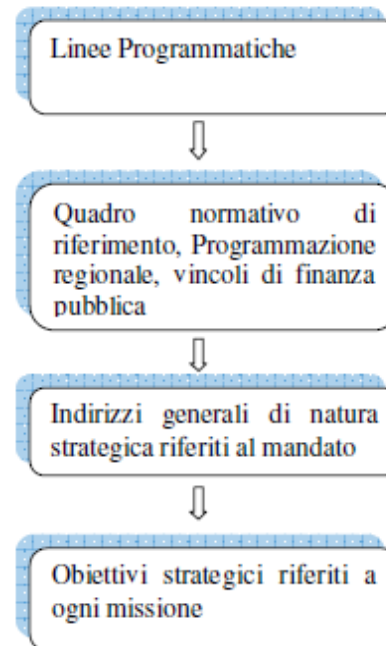 Linee Programmatiche
Quadro normativo di
riferimento, Programmazione
regionale, vincoli di finanza
pubblica
Indirizzi generali di natura
strategica riferiti al mandato
Obiettivi strategici riferiti a
ogni missione